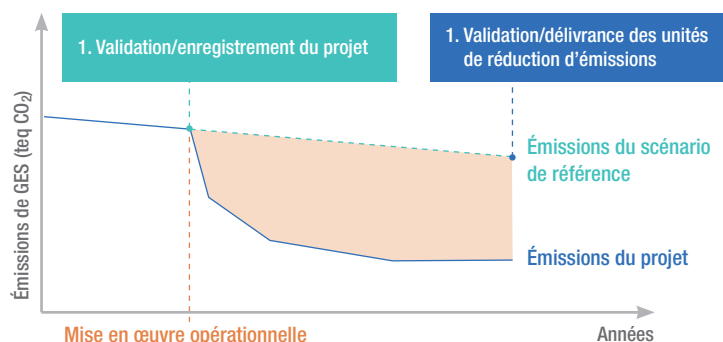 1. Validation/enregistrement du projet
1. Validation/délivrance des unités
de réduction d'émissions
Émissions de GES (teq CO₂)
Émissions du scénario
de référence
Émissions du projet
Mise en œuvre opérationnelle
Années